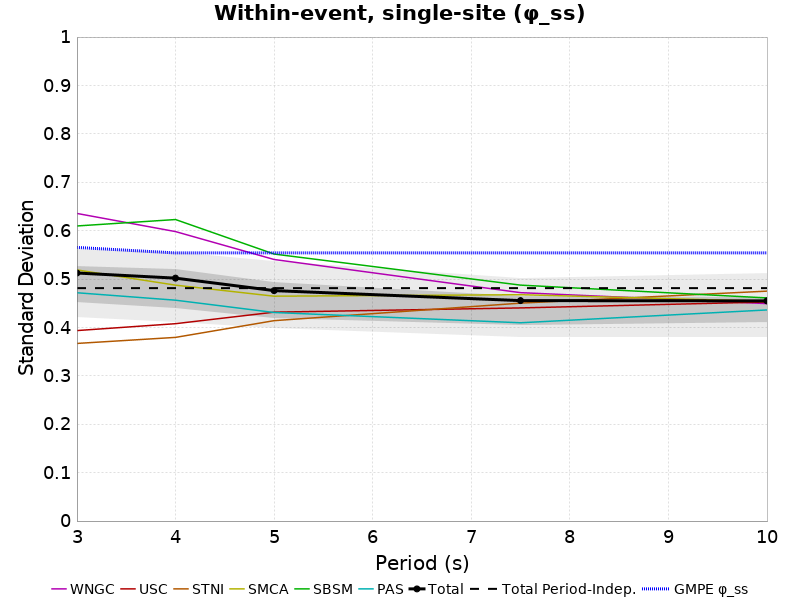 Within-event, single-site (φ_ss)
1
0.9
0.8
0.7
0.6
0.5
0.4
0.3
0.2
0.1
0
Standard Deviation
3 4 5 6 7 8 9 10
Period (s)
WNGC USC STNI SMCA SBSM PAS Total Total Period-Indep. GMPE φ_ss